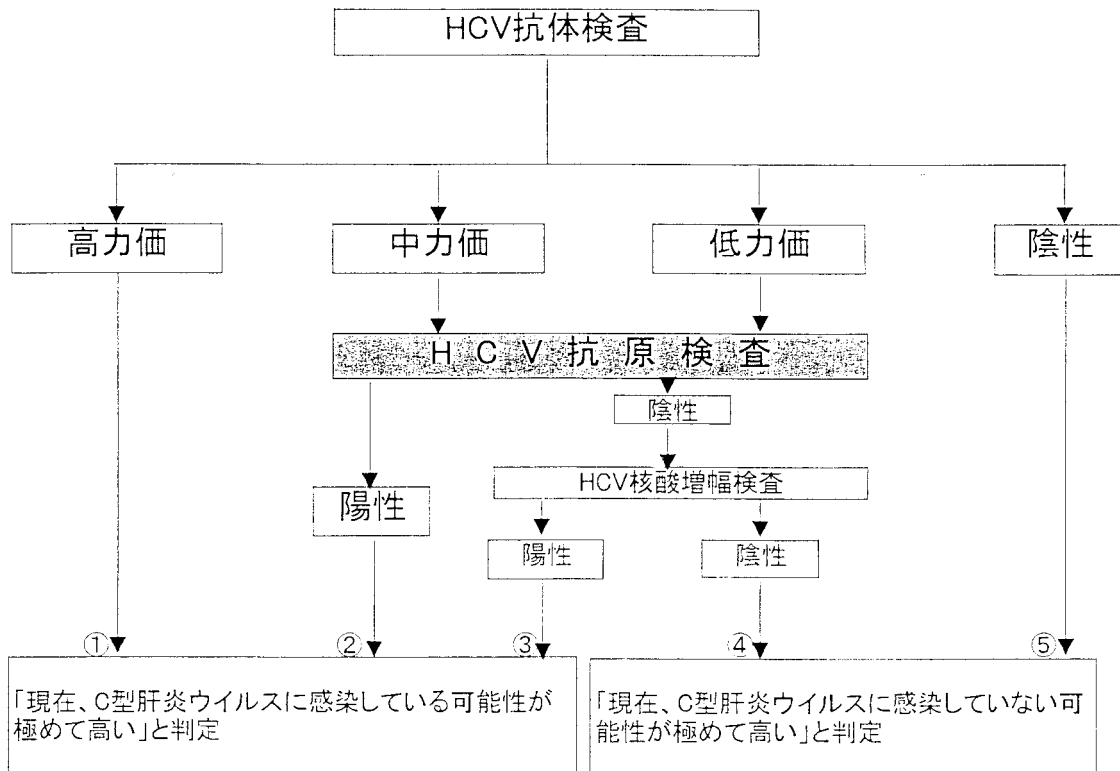 HCV抗体検査
高力価
中力価
低力価
陰性
HCV抗原検査
陰性
HCV核酸増幅検査
陽性
陽性
陰性
①
②
③
④
⑤
「現在、C型肝炎ウイルスに感染している可能性が
極めて高い」と判定
「現在、C型肝炎ウイルスに感染していない可
能性が極めて高い」と判定